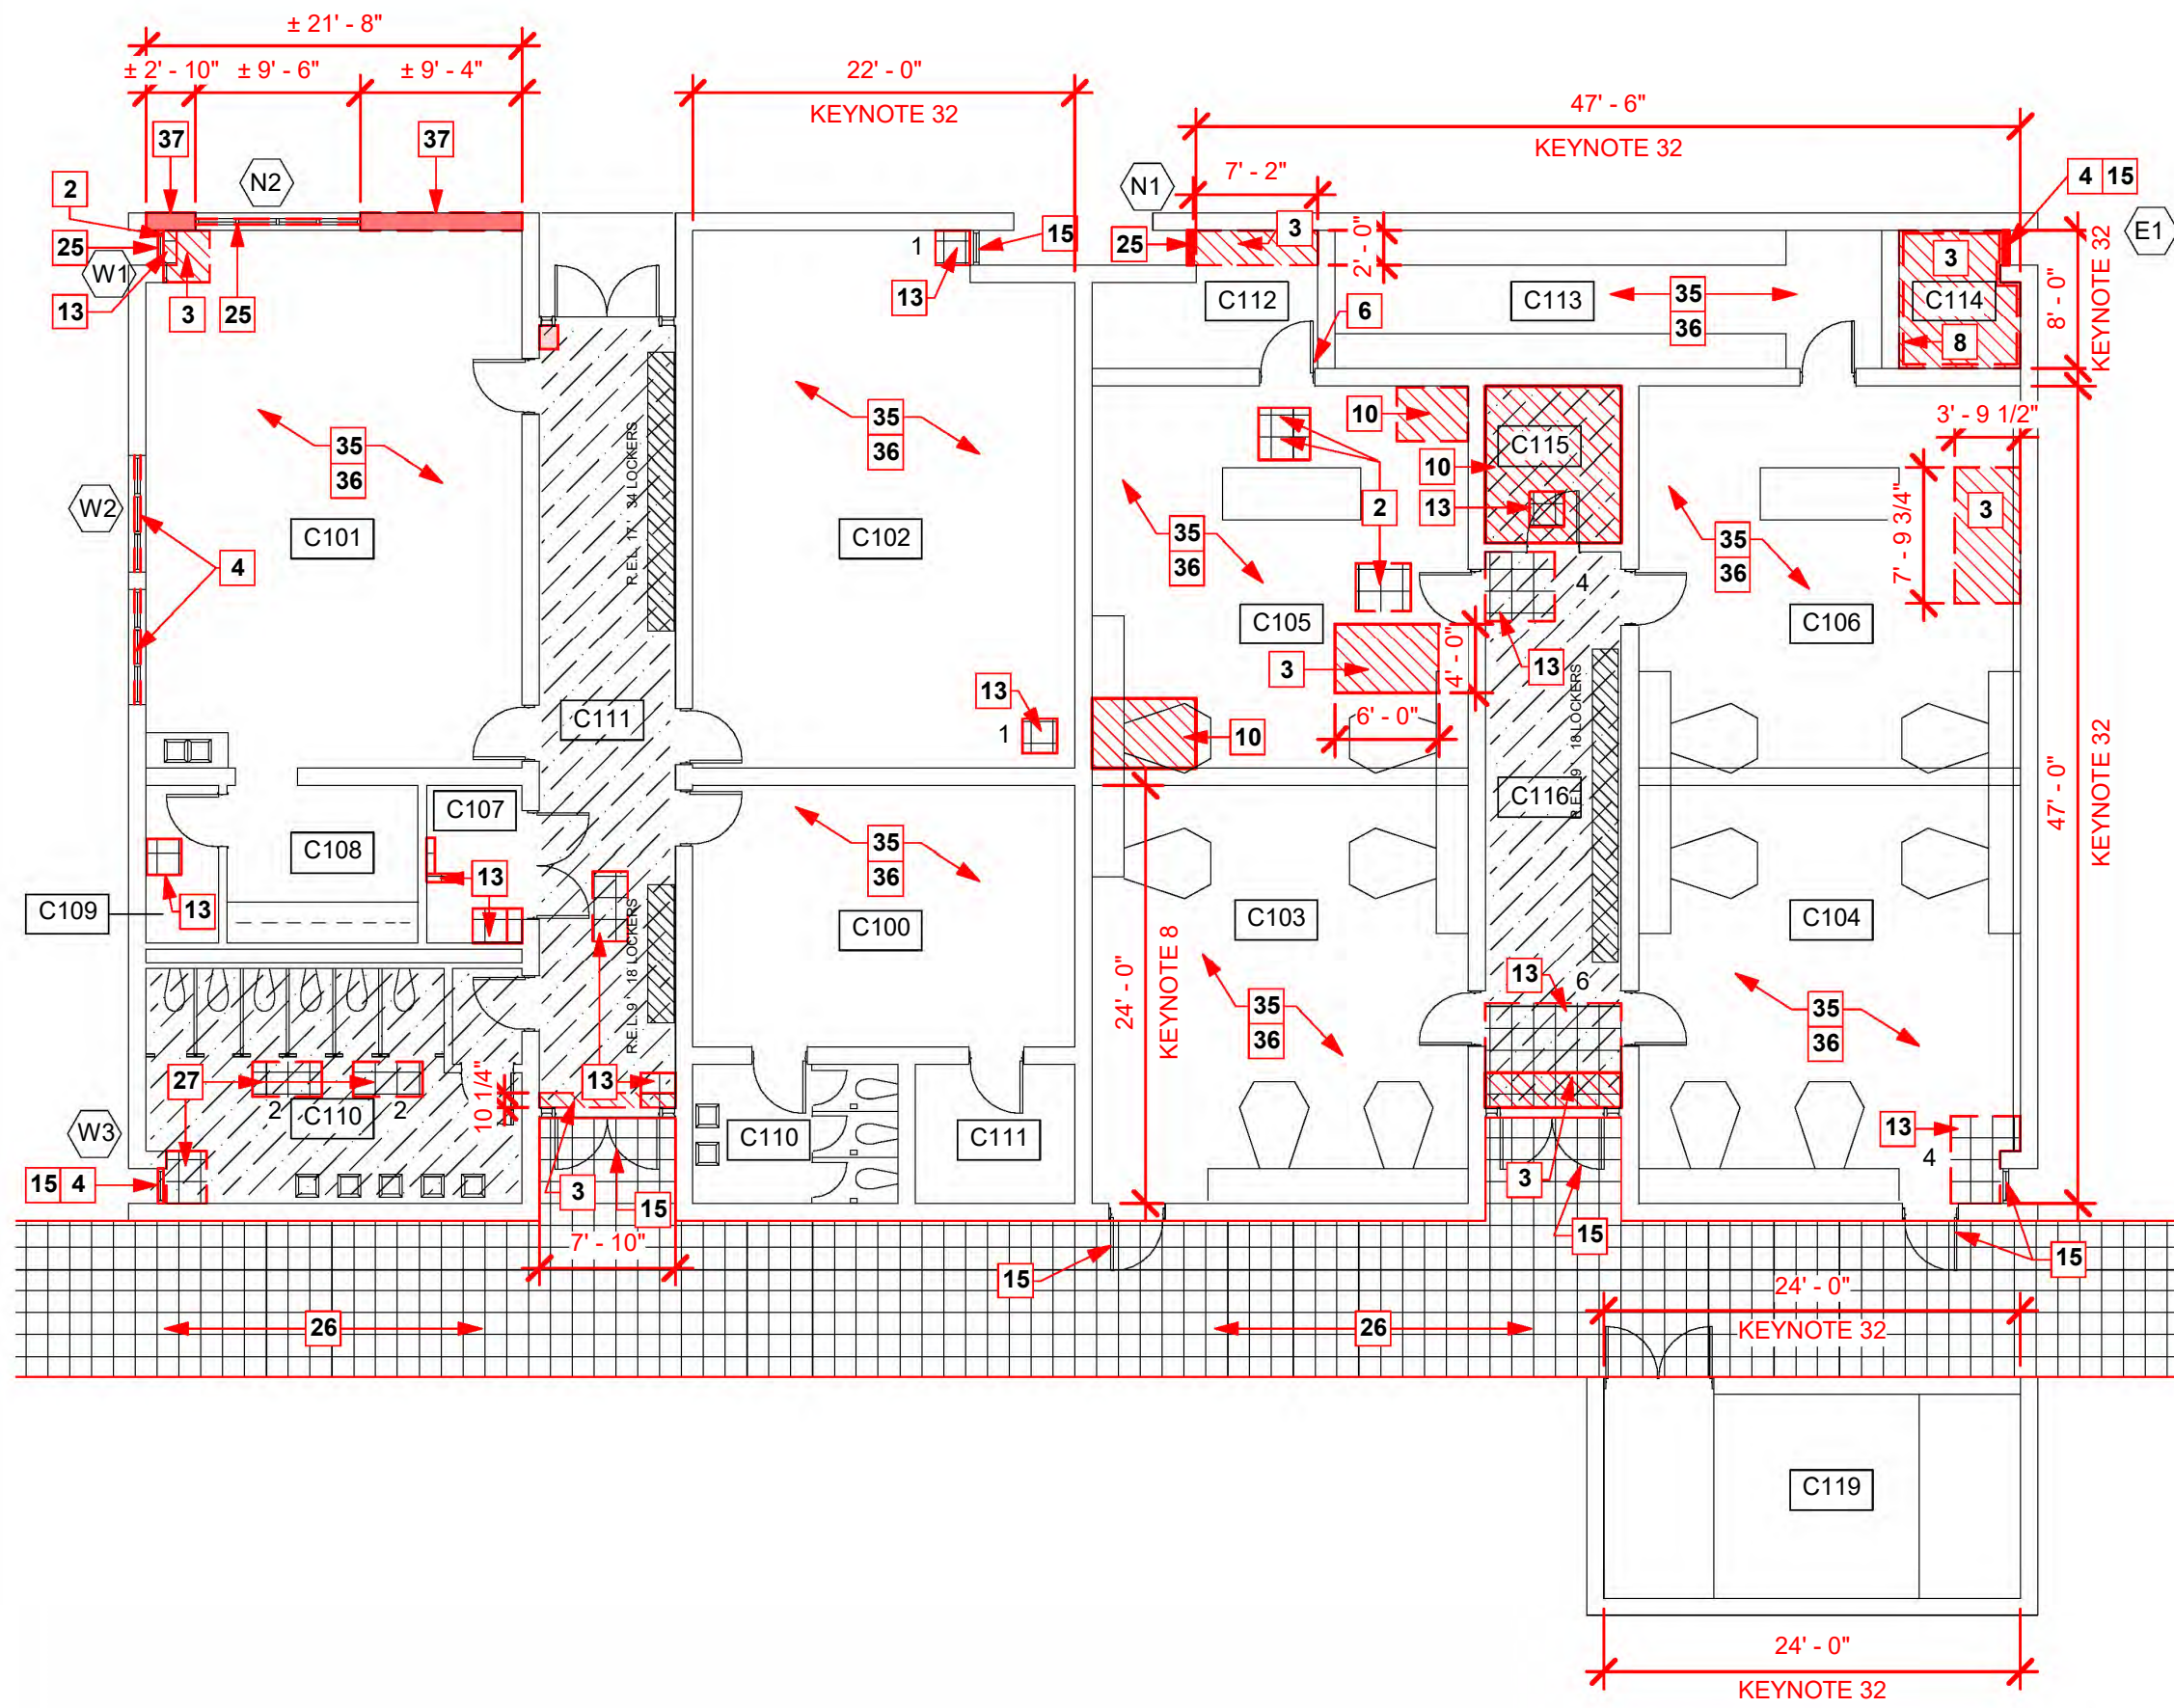 ± 21' - 8"
± 2' - 10" ± 9' - 6" ± 9' - 4"
22' - 0"
KEYNOTE 32
47' - 6"
KEYNOTE 32
37
37
N2
2
25
W1
13
3
25
1
13
15
N1
7' - 2"
25
3
2' - 0"
4 15
E1
3
C114
8
8' - 0"
KEYNOTE 32
C112
6
C113
35
36
35
36
C101
W2
4
R.E.L. 17' 34 LOCKERS
35
36
C102
10
2
35
36
C105
C115
10
13
4
13
3
4' - 0"
6' - 0"
10
35
36
C106
3' - 9 1/2"
7' - 9 3/4"
3
C111
13
1
C107
C108
13
C109
13
R.E.L. 9' 18 LOCKERS
35
36
C100
R.E.L. 9' 18 LOCKERS
C116
C103
24' - 0"
KEYNOTE 8
35
36
13
6
C104
35
36
47' - 0"
KEYNOTE 32
27
2
2
C110
W3
15 4
10 1/4"
13
3
15
7' - 10"
C110
C111
3
15
15
13
4
15
26
26
24' - 0"
KEYNOTE 32
C119
24' - 0"
KEYNOTE 32